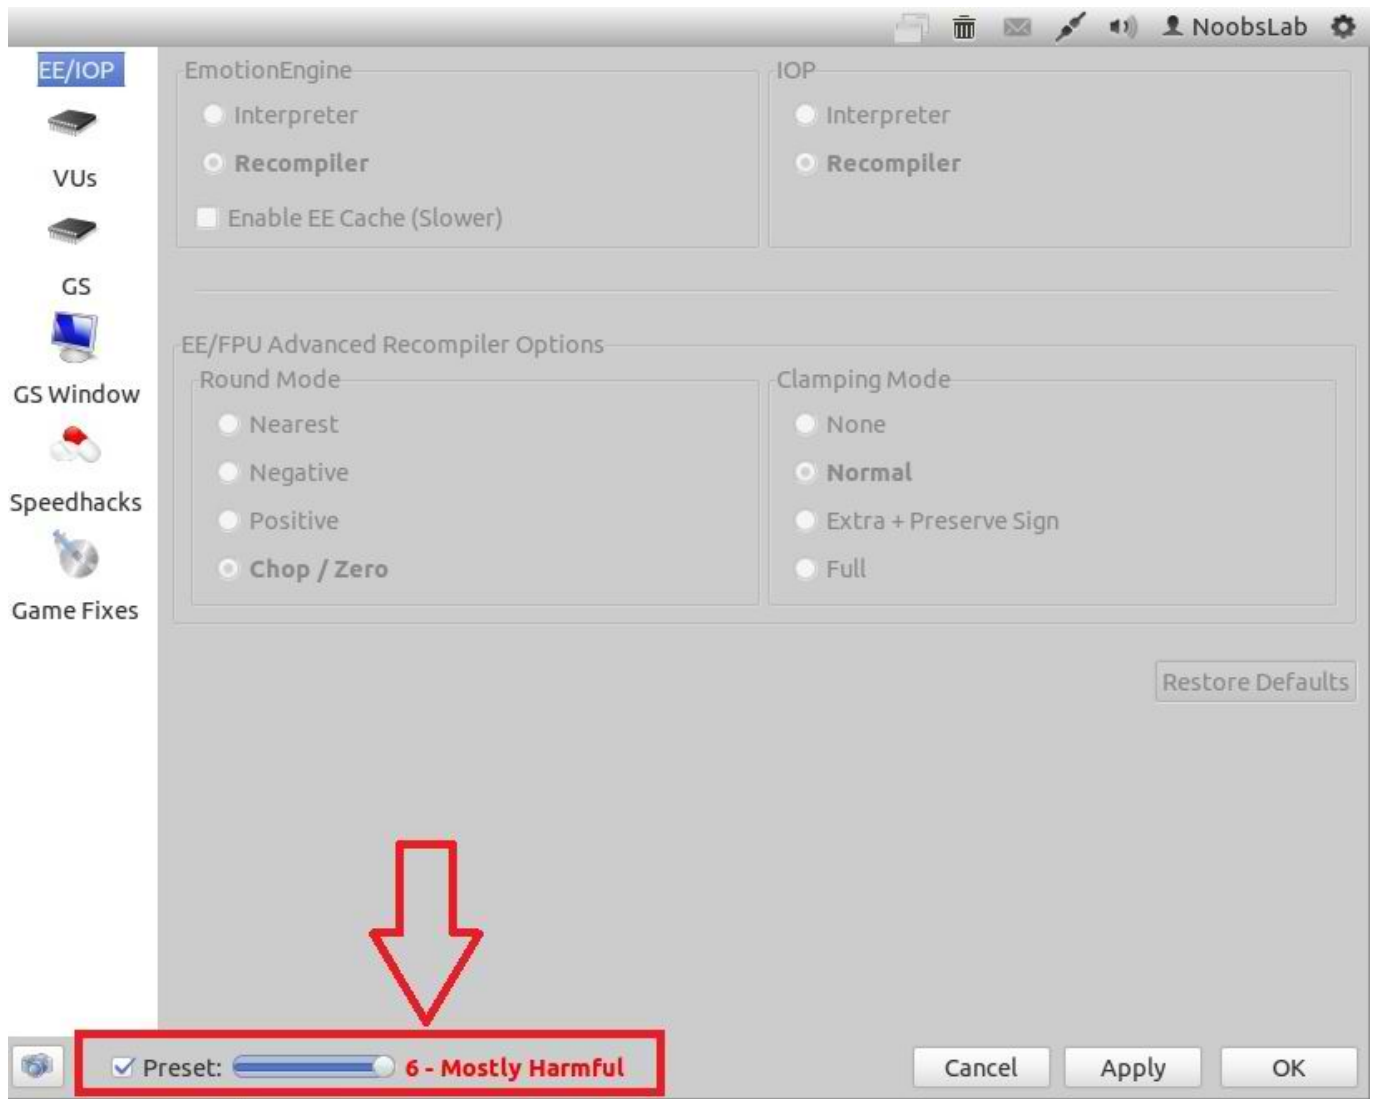 NoobsLab
EE/IOP
VUs
GS
GS Window
Speedhacks
Game Fixes
EmotionEngine
Interpreter
Recompiler
Enable EE Cache (Slower)
IOP
Interpreter
Recompiler
EE/FPU Advanced Recompiler Options
Round Mode
Nearest
Negative
Positive
Chop / Zero
Clamping Mode
None
Normal
Extra + Preserve Sign
Full
Restore Defaults
Preset: 6 - Mostly Harmful
Cancel Apply OK